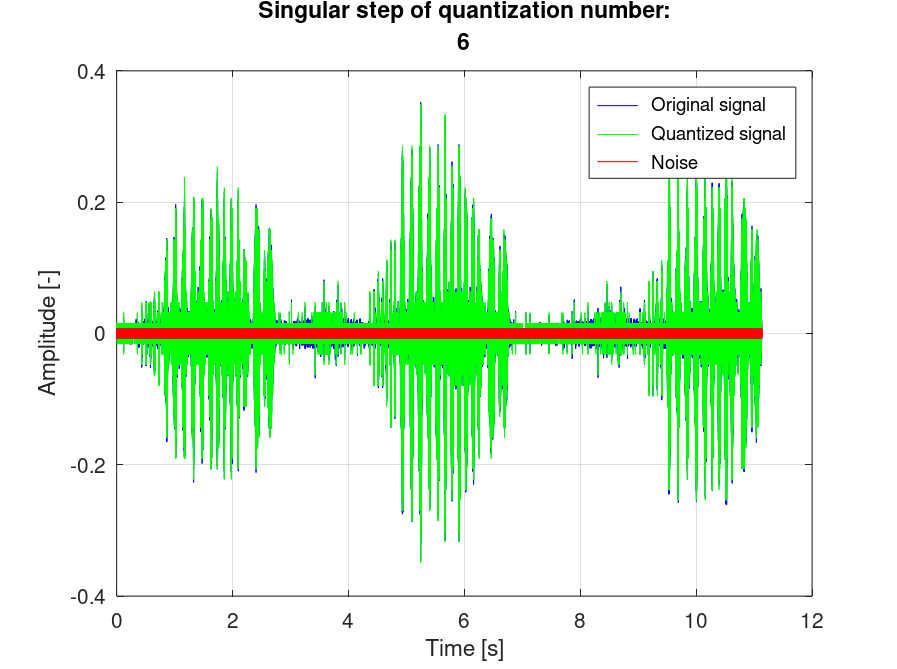 Singular step of quantization number:
6
Original signal
Quantized signal
Noise
0.4
0.2
0
-0.2
-0.4
Amplitude [-]
0 2 4 6 8 10 12
Time [s]